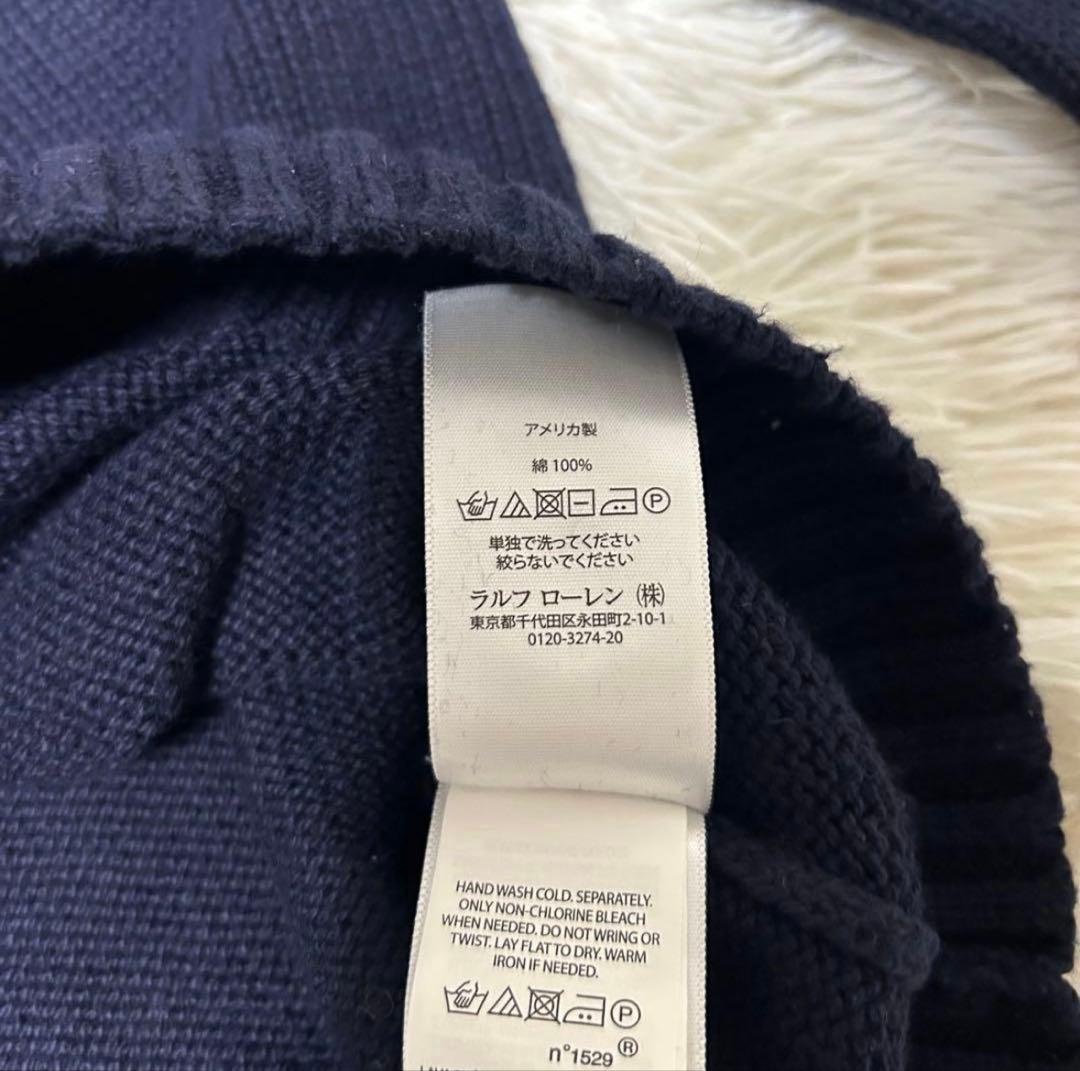 アメリカ製
綿 100%
P
単独で洗ってください
絞らないでください
ラルフ ローレン (株)
東京都千代田区永田町2-10-1
0120-3274-20
HAND WASH COLD. SEPARATELY.
ONLY NON-CHLORINE BLEACH
WHEN NEEDED. DO NOT WRING OR
TWIST. LAY FLAT TO DRY. WARM
IRON IF NEEDED.
P
n°1529 ®